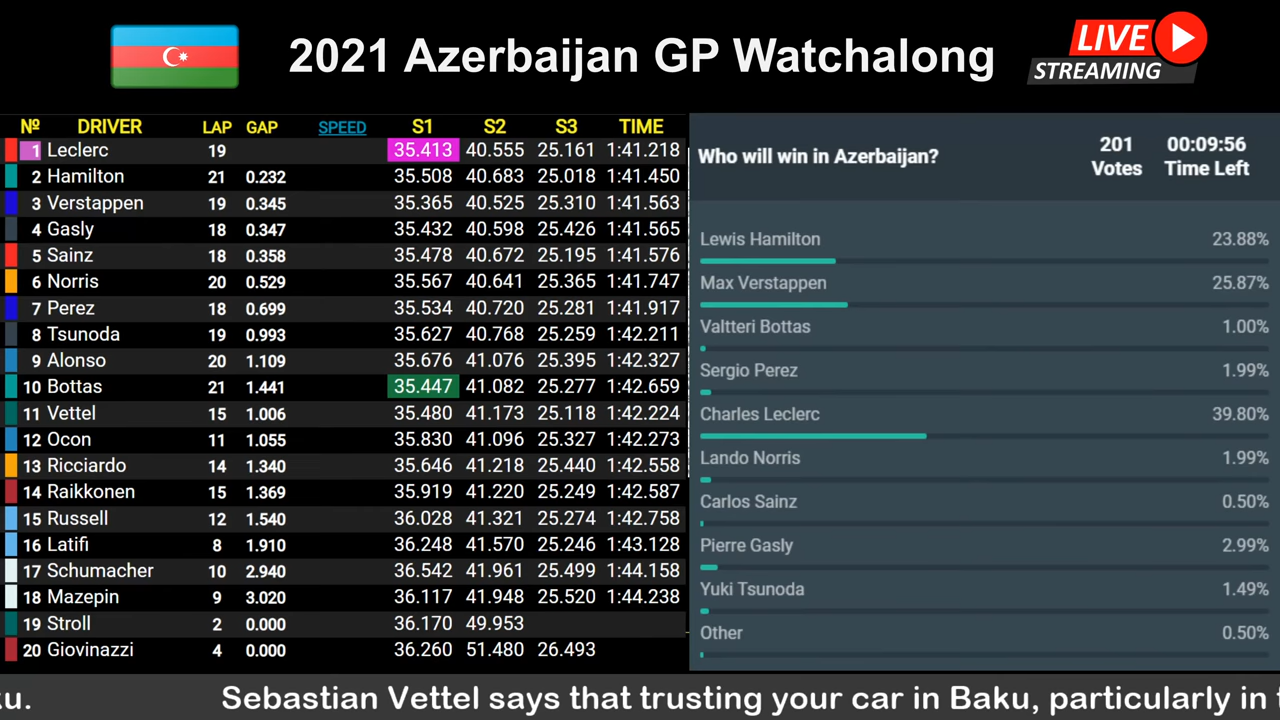 2021 Azerbaijan GP Watchalong
LIVE
STREAMING
Nº DRIVER LAP GAP SPEED S1 S2 S3 TIME
1 Leclerc 19 35.413 40.555 25.161 1:41.218
2 Hamilton 21 0.232 35.508 40.683 25.018 1:41.450
3 Verstappen 19 0.345 35.365 40.525 25.310 1:41.563
4 Gasly 18 0.347 35.432 40.598 25.426 1:41.565
5 Sainz 18 0.358 35.478 40.672 25.195 1:41.576
6 Norris 20 0.529 35.567 40.641 25.365 1:41.747
7 Perez 18 0.699 35.534 40.720 25.281 1:41.917
8 Tsunoda 19 0.993 35.627 40.768 25.259 1:42.211
9 Alonso 20 1.109 35.676 41.076 25.395 1:42.327
10 Bottas 21 1.441 35.447 41.082 25.277 1:42.659
11 Vettel 15 1.006 35.480 41.173 25.118 1:42.224
12 Ocon 11 1.055 35.830 41.096 25.327 1:42.273
13 Ricciardo 14 1.340 35.646 41.218 25.440 1:42.558
14 Raikkonen 15 1.369 35.919 41.220 25.249 1:42.587
15 Russell 12 1.540 36.028 41.321 25.274 1:42.758
16 Latifi 8 1.910 36.248 41.570 25.246 1:43.128
17 Schumacher 10 2.940 36.542 41.961 25.499 1:44.158
18 Mazepin 9 3.020 36.117 41.948 25.520 1:44.238
19 Stroll 2 0.000 36.170 49.953
20 Giovinazzi 4 0.000 36.260 51.480 26.493
Who will win in Azerbaijan?
201 00:09:56
Votes Time Left
Lewis Hamilton 23.88%
Max Verstappen 25.87%
Valtteri Bottas 1.00%
Sergio Perez 1.99%
Charles Leclerc 39.80%
Lando Norris 1.99%
Carlos Sainz 0.50%
Pierre Gasly 2.99%
Yuki Tsunoda 1.49%
Other 0.50%
ku. Sebastian Vettel says that trusting your car in Baku, particularly in t